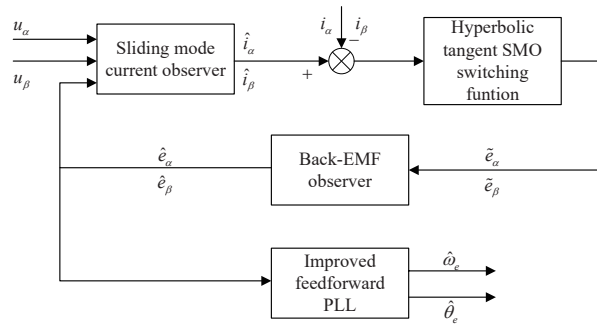 u_α
u_β
Sliding mode
current observer
î_α
î_β
i_α
i_β
+
−
Hyperbolic
tangent SMO
switching
funtion
ê_α
ê_β
Back-EMF
observer
ẽ_α
ẽ_β
Improved
feedforward
PLL
ω̂_e
θ̂_e